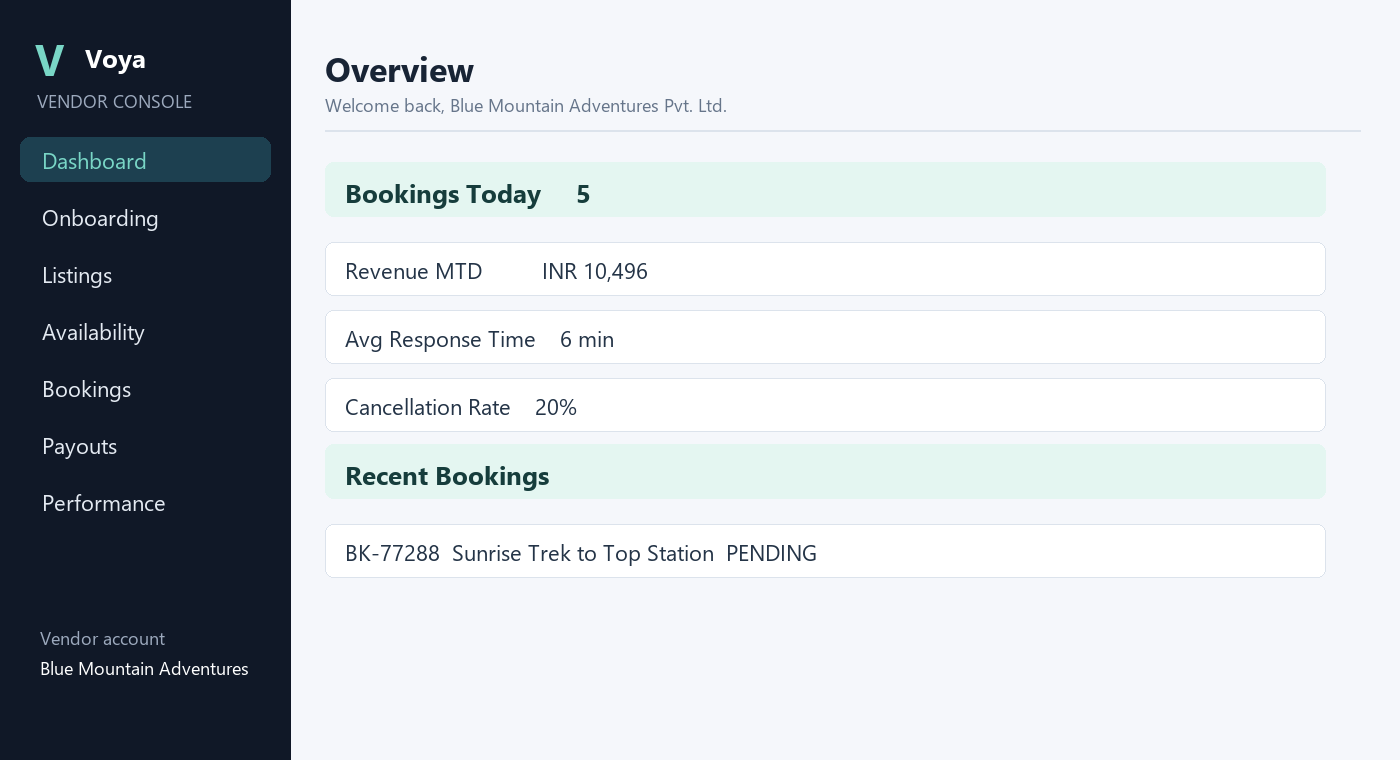 V Voya
VENDOR CONSOLE
Dashboard
Onboarding
Listings
Availability
Bookings
Payouts
Performance
Vendor account
Blue Mountain Adventures
Overview
Welcome back, Blue Mountain Adventures Pvt. Ltd.
Bookings Today 5
Revenue MTD INR 10,496
Avg Response Time 6 min
Cancellation Rate 20%
Recent Bookings
BK-77288 Sunrise Trek to Top Station PENDING